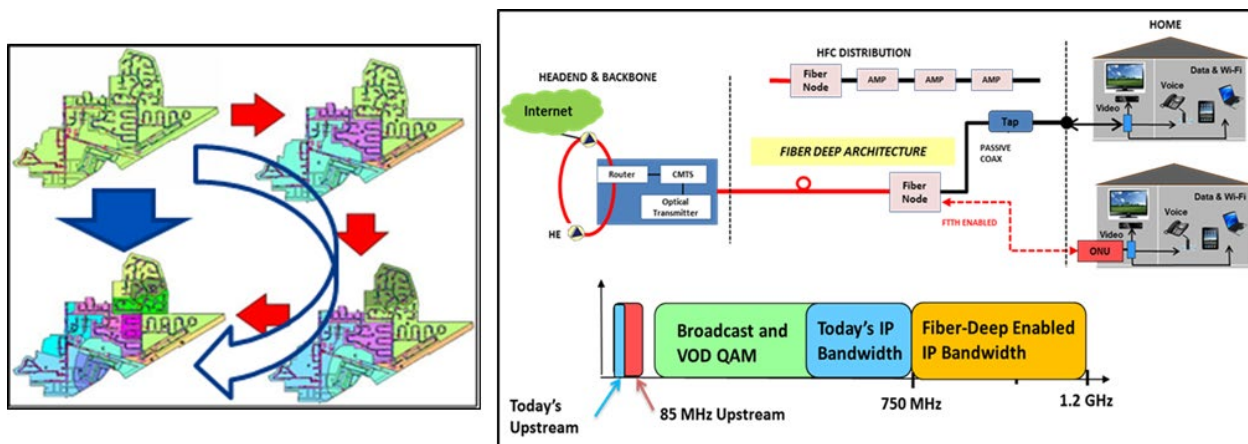 HOME
HFC DISTRIBUTION
HEADEND & BACKBONE
Fiber
Node
AMP
AMP
AMP
Internet
Data & Wi-Fi
Voice
Video
Tap
PASSIVE
COAX
FIBER DEEP ARCHITECTURE
Router
CMTS
Optical
Transmitter
Fiber
Node
HE
FTTH ENABLED
Data & Wi-Fi
Voice
Video
ONU
Broadcast and
VOD QAM
Today's IP
Bandwidth
Fiber-Deep Enabled
IP Bandwidth
Today's
Upstream
85 MHz Upstream
750 MHz
1.2 GHz